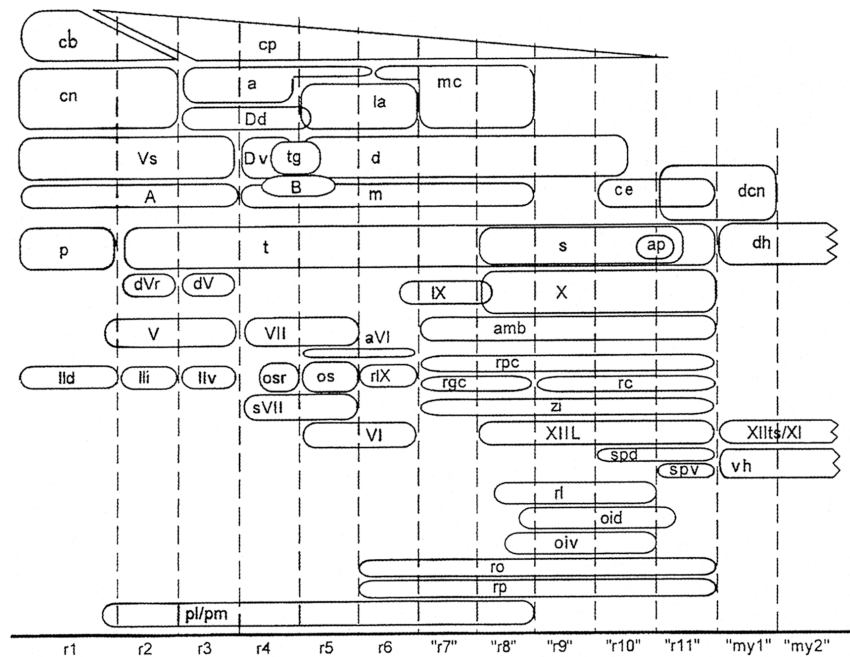 cb cp
cn a la mc
Dd
Vs Dv tg d
A B m ce dcn
p t s ap dh
dVr dV IX X
V VII aVI amb
rpc
IId IIi IIv osr os rIX rgc rc
sVII zi
VI XIIL XIIts/XI
spd
spv vh
rl
oid
oiv
ro
rp
pl/pm
r1 r2 r3 r4 r5 r6 "r7" "r8" "r9" "r10" "r11" "my1" "my2"